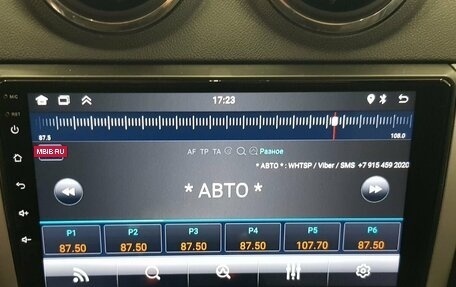 MIC
17:23
RST
87.5
108.0
MBIB.RU
AF TP TA Разное
* АВТО * : WHTSP / Viber / SMS +7 915 459 2020
* АВТО *
P1 P2 P3 P4 P5 P6
87.50 87.50 87.50 87.50 107.70 87.50